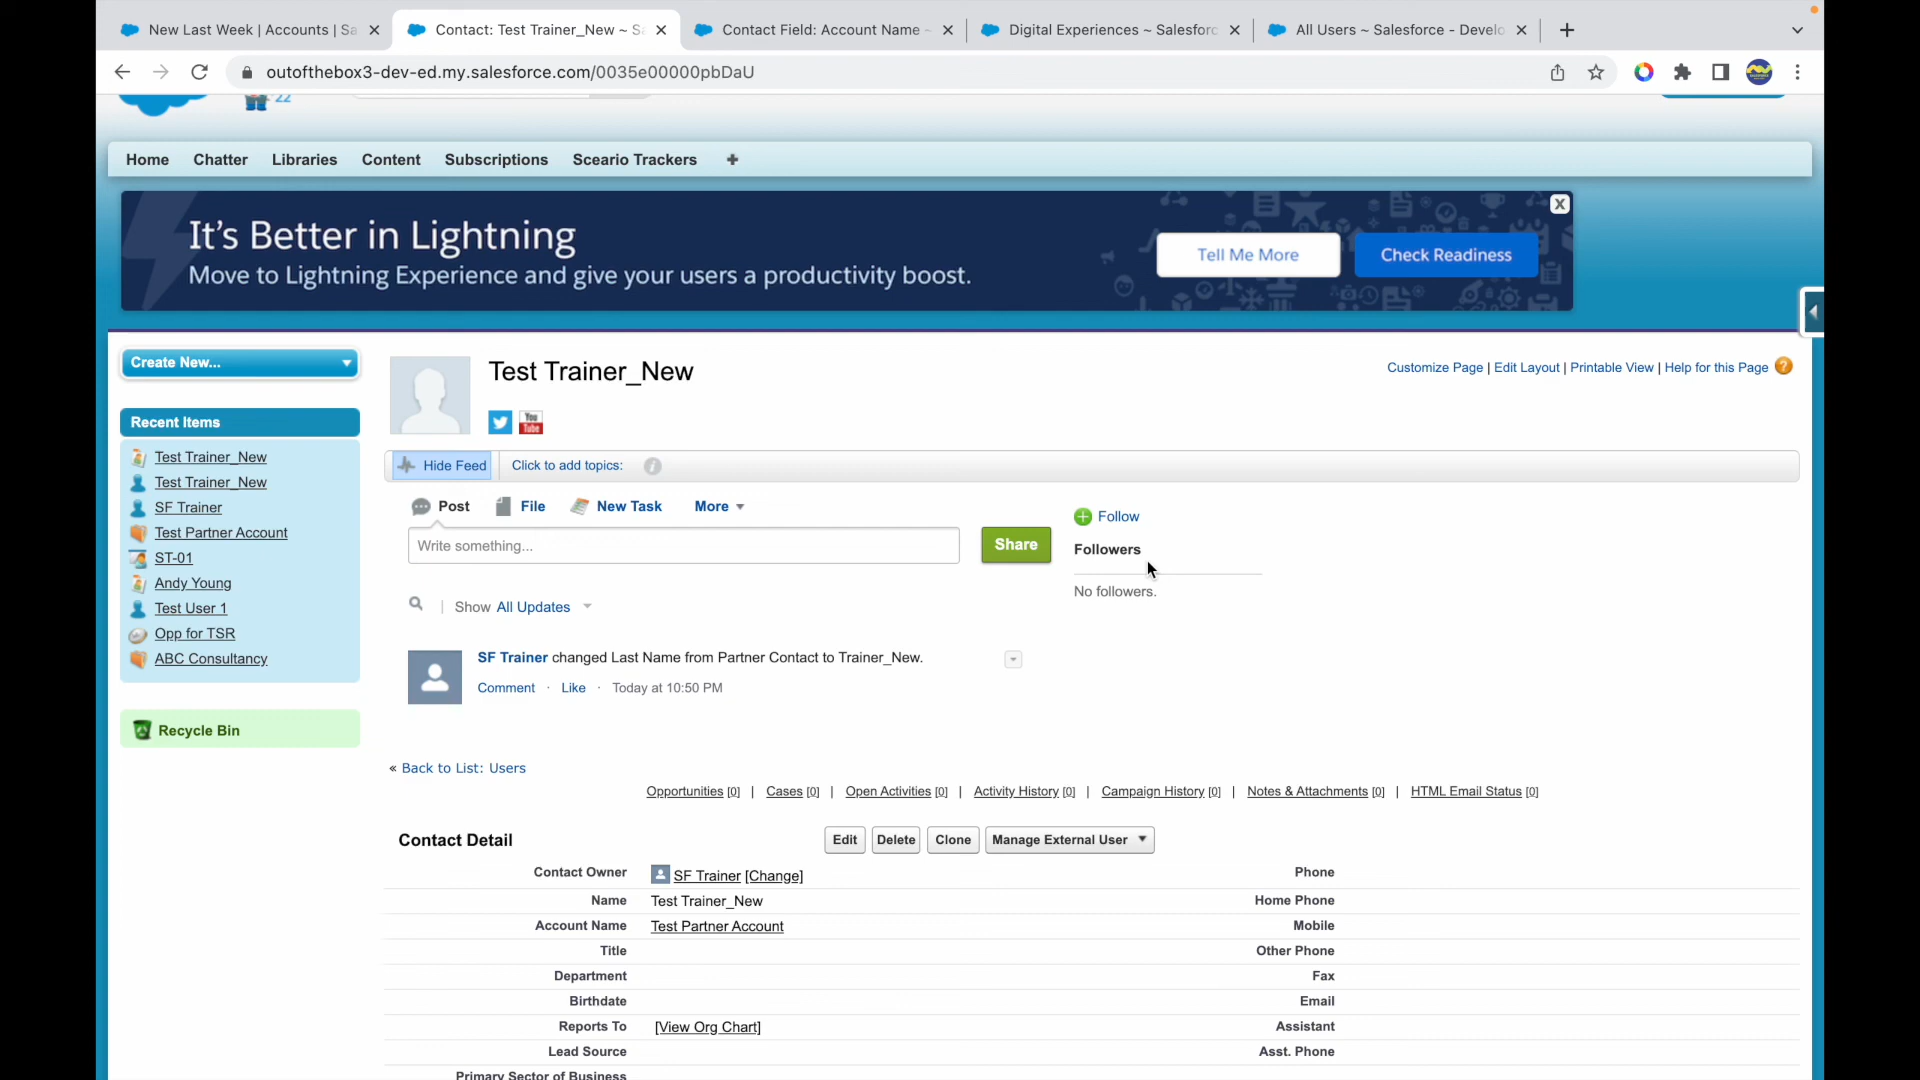 New Last Week | Accounts | Sa
Contact: Test Trainer_New ~ S
Contact Field: Account Name ~
Digital Experiences ~ Salesforc
All Users ~ Salesforce - Develo
outofthebox3-dev-ed.my.salesforce.com/0035e00000pbDaU
22
Home Chatter Libraries Content Subscriptions Sceario Trackers
It's Better in Lightning
Move to Lightning Experience and give your users a productivity boost.
Tell Me More
Check Readiness
X
Create New...
Test Trainer_New
Customize Page | Edit Layout | Printable View | Help for this Page ?
You Tube
Recent Items
Test Trainer_New
Test Trainer_New
SF Trainer
Test Partner Account
ST-01
Andy Young
Test User 1
Opp for TSR
ABC Consultancy
Recycle Bin
Hide Feed
Click to add topics:
Post File New Task More
Write something...
Share
Follow
Followers
No followers.
Show All Updates
SF Trainer changed Last Name from Partner Contact to Trainer_New.
Comment · Like · Today at 10:50 PM
« Back to List: Users
Opportunities [0] | Cases [0] | Open Activities [0] | Activity History [0] | Campaign History [0] | Notes & Attachments [0] | HTML Email Status [0]
Contact Detail
Edit Delete Clone Manage External User
Contact Owner SF Trainer [Change] Phone
Name Test Trainer_New Home Phone
Account Name Test Partner Account Mobile
Title Other Phone
Department Fax
Birthdate Email
Reports To [View Org Chart] Assistant
Lead Source Asst. Phone
Primary Sector of Business